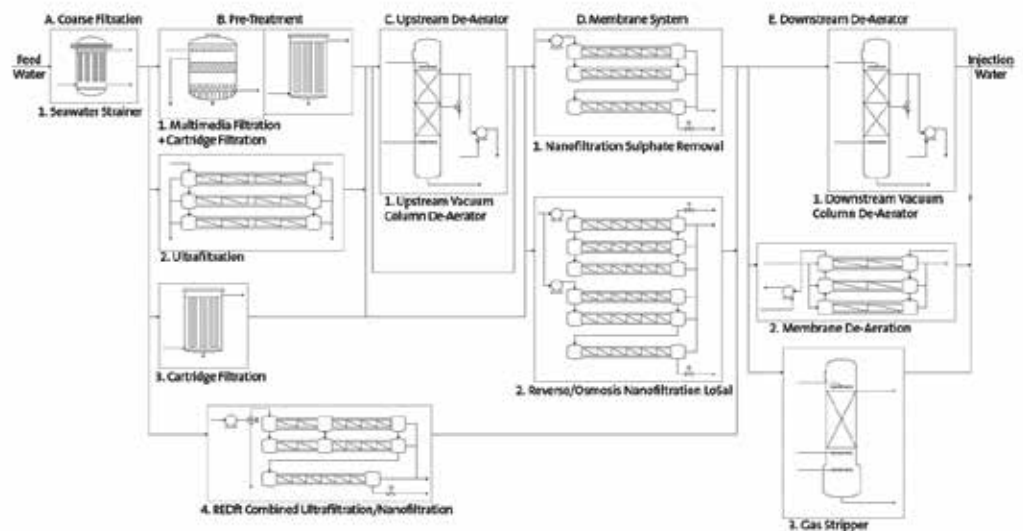 A. Coarse Filtration
B. Pre-Treatment
C. Upstream De-Aerator
D. Membrane System
E. Downstream De-Aerator
Feed
Water
Injection
Water
1. Seawater Strainer
1. Multimedia Filtration
+ Cartridge Filtration
1. Nanofiltration Sulphate Removal
1. Upstream Vacuum
Column De-Aerator
1. Downstream Vacuum
Column De-Aerator
2. Ultrafiltration
2. Membrane De-Aeration
3. Cartridge Filtration
2. Reverse/Osmosis Nanofiltration LoSal
4. REDft Combined Ultrafiltration/Nanofiltration
3. Gas Stripper